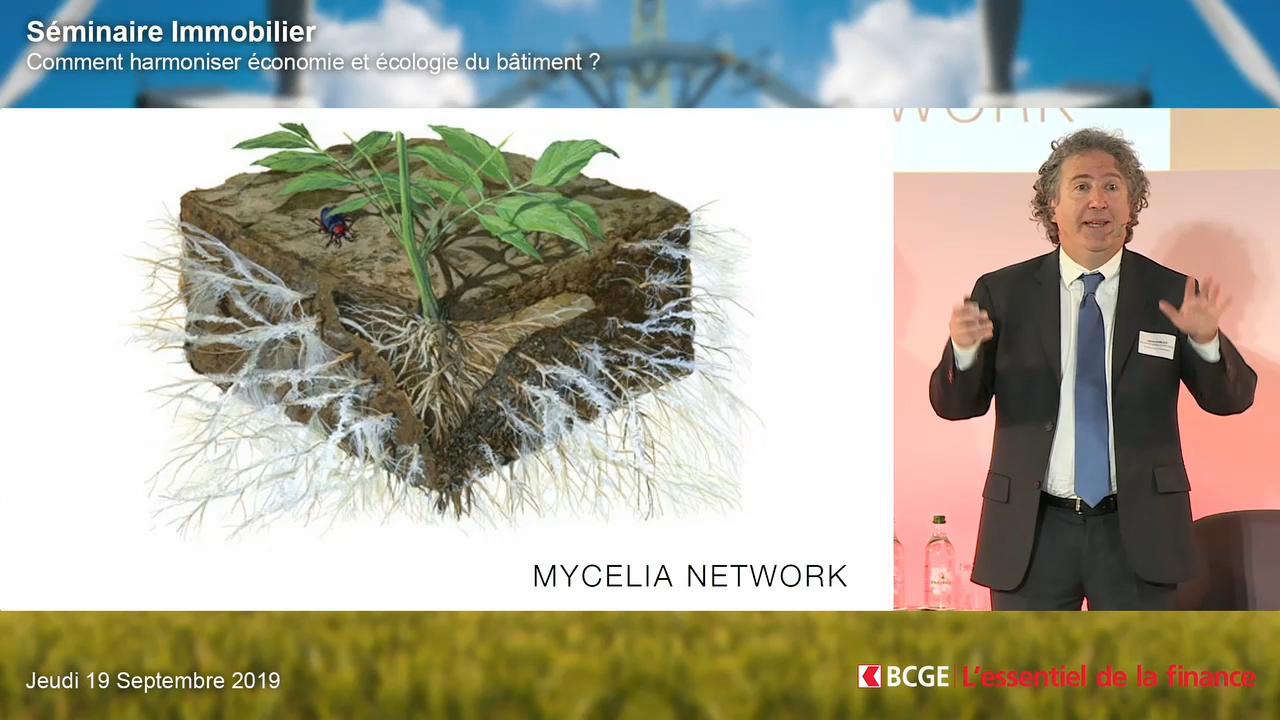 Séminaire Immobilier
Comment harmoniser économie et écologie du bâtiment ?
WORK
MYCELIA NETWORK
Jeudi 19 Septembre 2019
BCGE L'essentiel de la finance